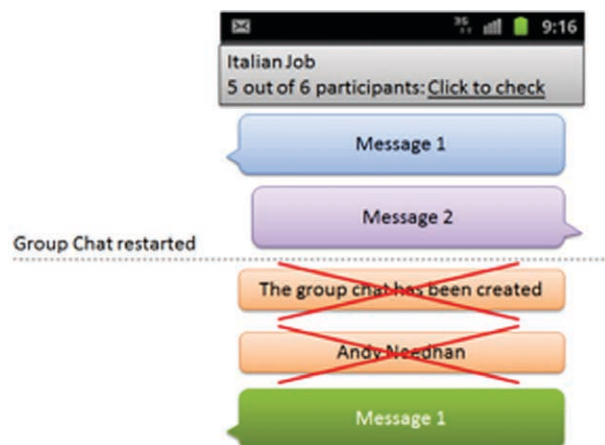 3G 9:16
Italian Job
5 out of 6 participants: Click to check
Message 1
Message 2
Group Chat restarted
The group chat has been created
Andy Needhan
Message 1